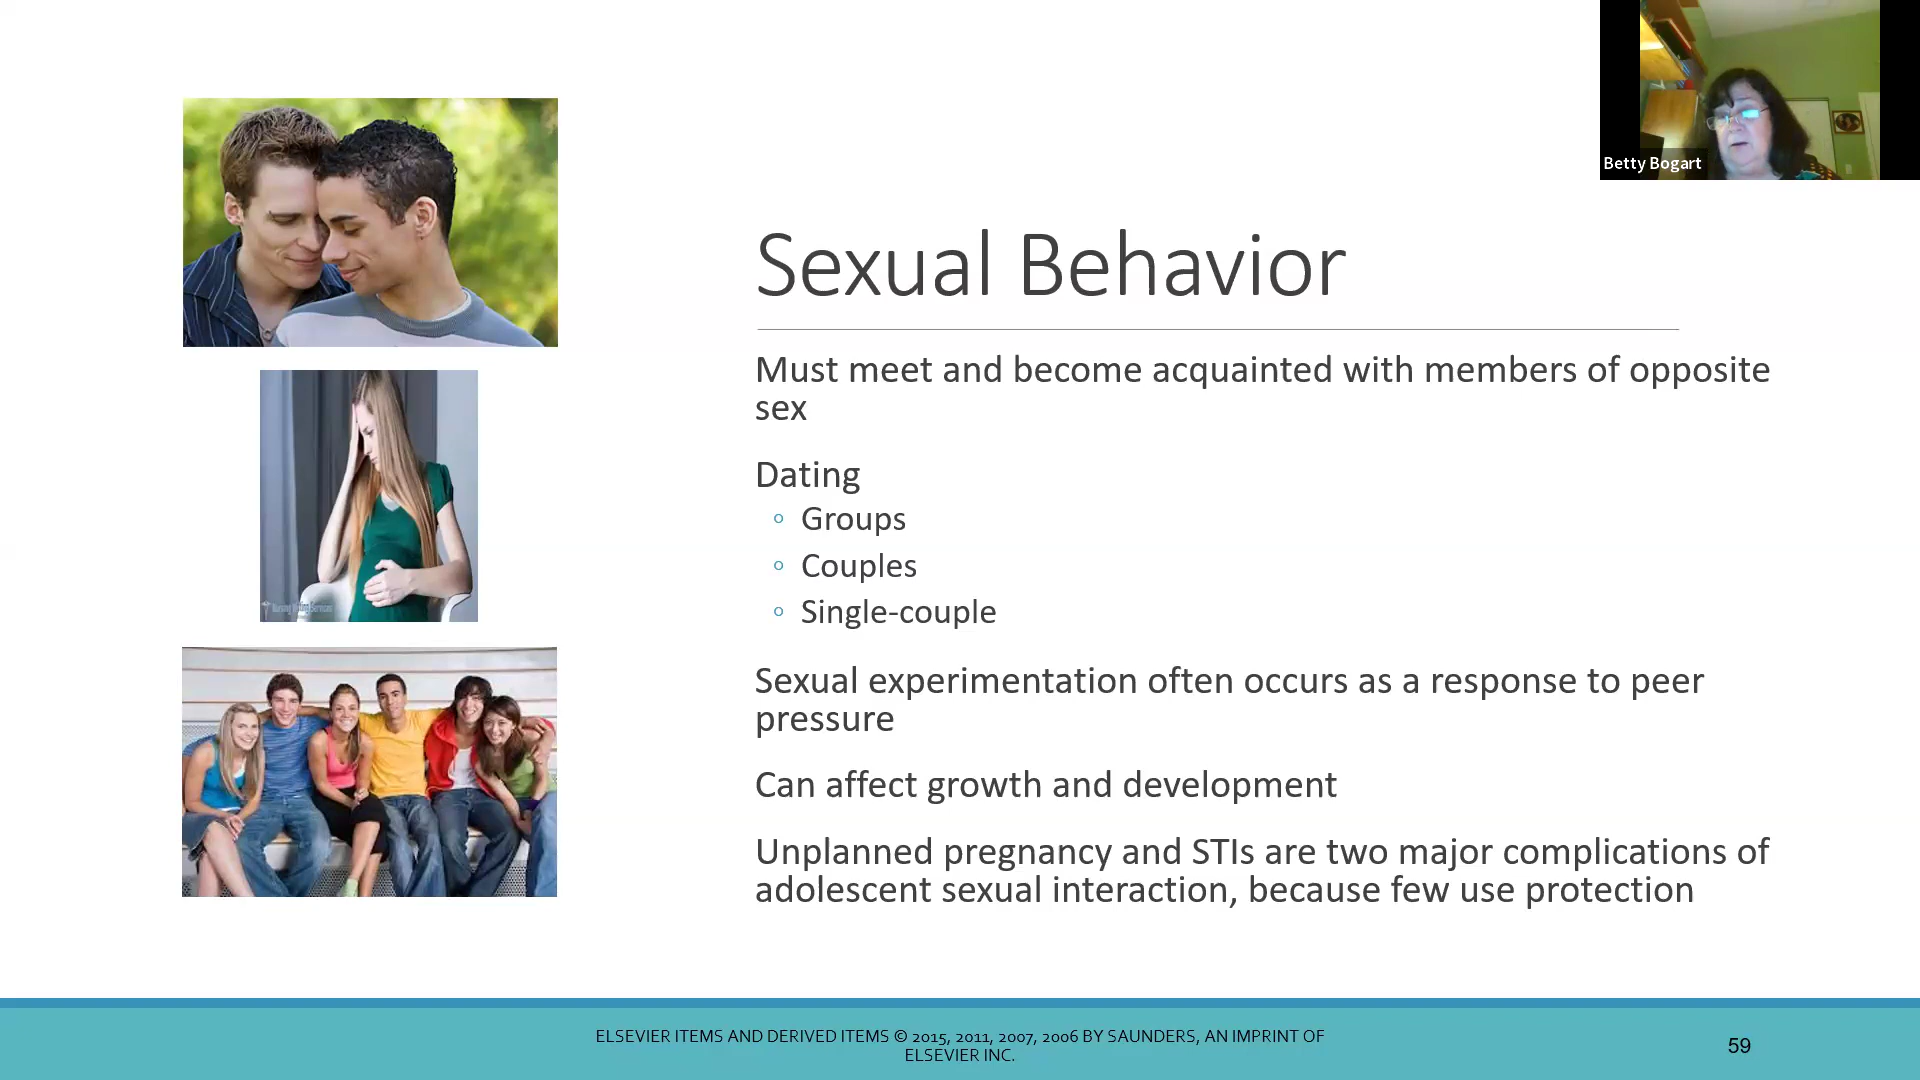 Betty Bogart
Sexual Behavior
Must meet and become acquainted with members of opposite
sex
Dating
Groups
Couples
Single-couple
Sexual experimentation often occurs as a response to peer
pressure
Can affect growth and development
Unplanned pregnancy and STIs are two major complications of
adolescent sexual interaction, because few use protection
ELSEVIER ITEMS AND DERIVED ITEMS © 2015, 2011, 2007, 2006 BY SAUNDERS, AN IMPRINT OF
ELSEVIER INC.
59